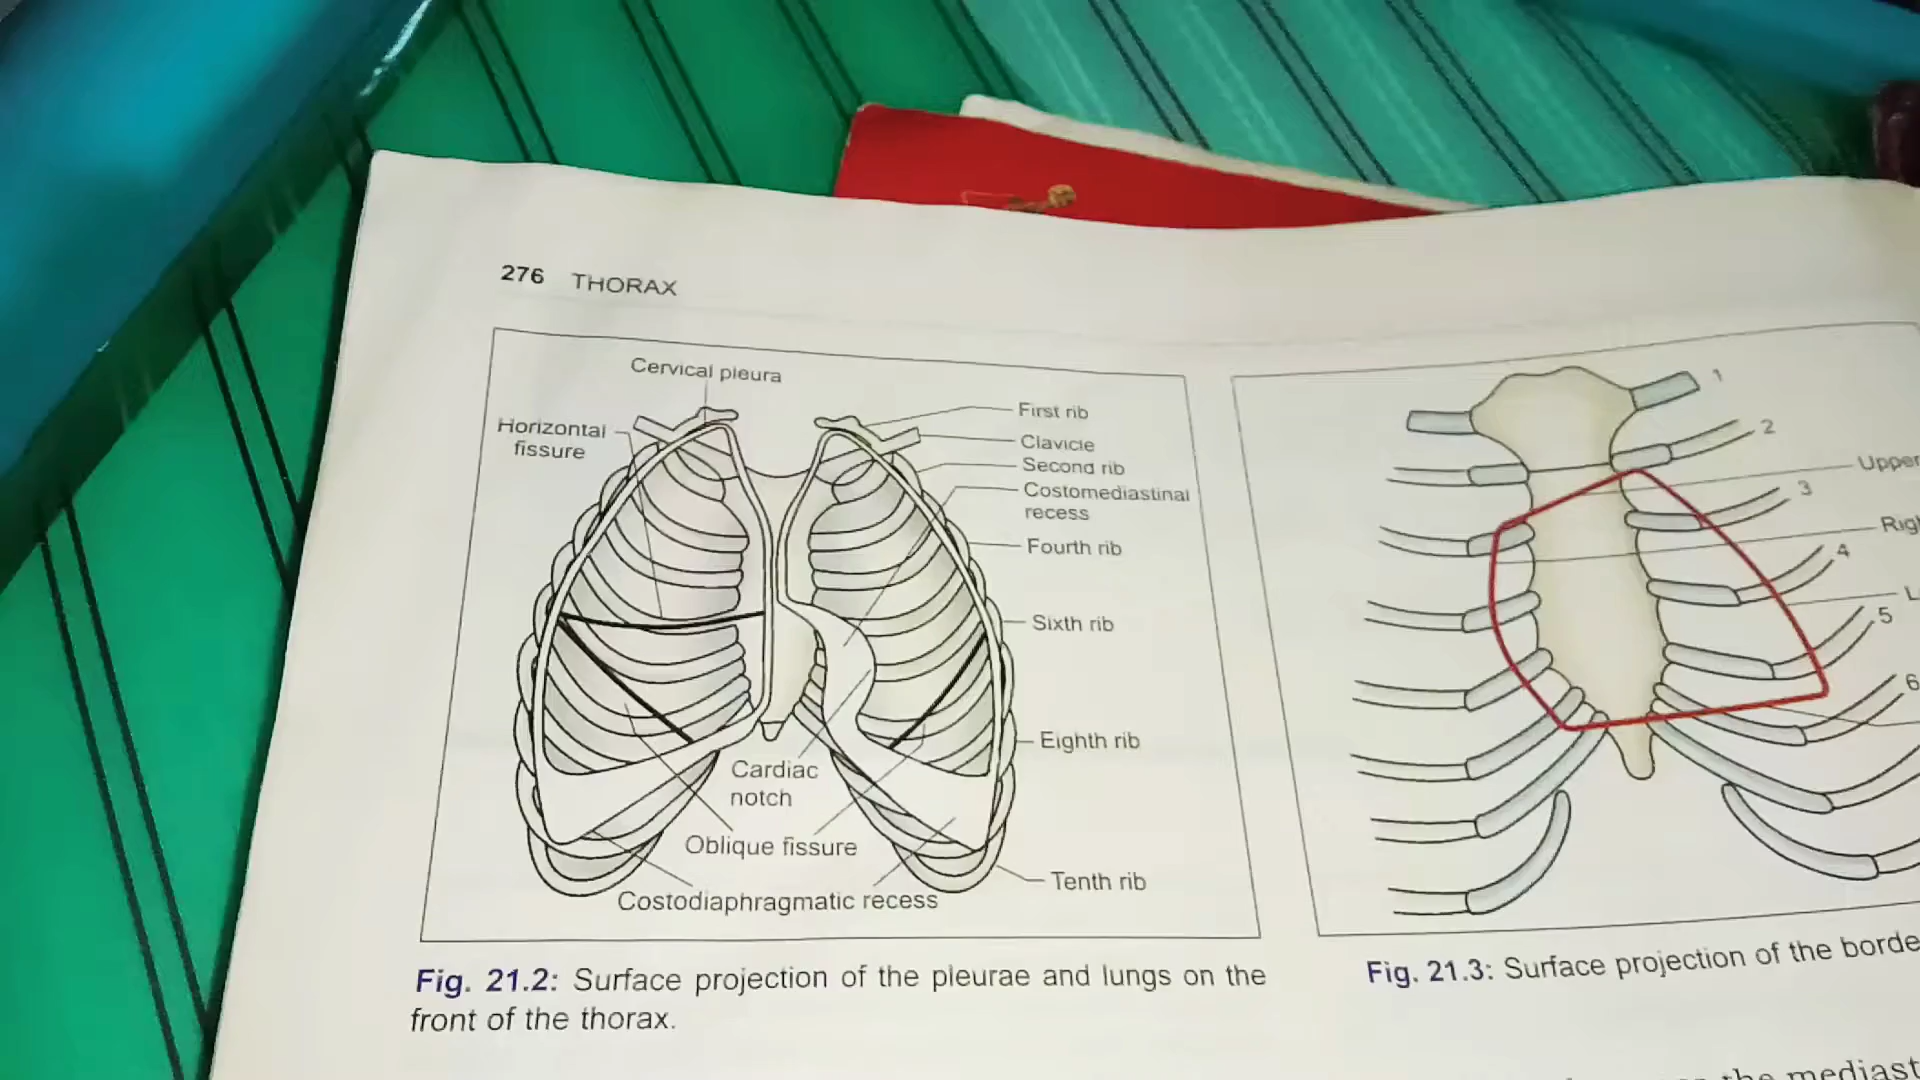 276 THORAX
Cervical pleura
Horizontal
fissure
First rib
Clavicle
Second rib
Costomediastinal
recess
Fourth rib
Sixth rib
Eighth rib
Cardiac
notch
Oblique fissure
Tenth rib
Costodiaphragmatic recess
Fig. 21.2: Surface projection of the pleurae and lungs on the
front of the thorax.
1
2
Upper
3
Righ
4
L
5
6
Fig. 21.3: Surface projection of the borde
the mediast